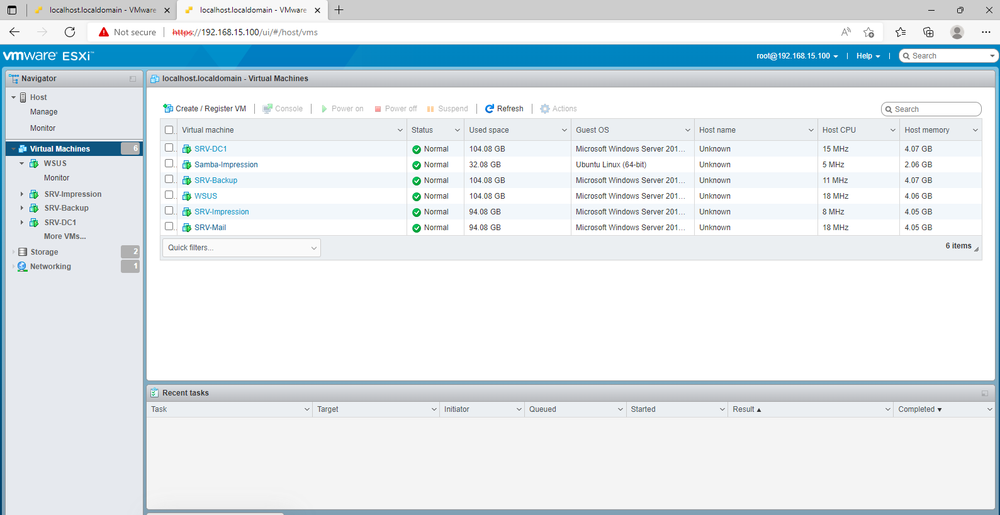 localhost.localdomain - VMware
localhost.localdomain - VMware
Not secure
https://192.168.15.100/ui/#/host/vms
vmware ESXi™
root@192.168.15.100
Help
Search
Navigator
Host
Manage
Monitor
Virtual Machines 6
WSUS
Monitor
SRV-Impression
SRV-Backup
SRV-DC1
More VMs...
Storage 2
Networking 1
localhost.localdomain - Virtual Machines
Create / Register VM Console Power on Power off Suspend Refresh Actions
Search
Virtual machine Status Used space Guest OS Host name Host CPU Host memory
SRV-DC1 Normal 104.08 GB Microsoft Windows Server 201... Unknown 15 MHz 4.07 GB
Samba-Impression Normal 32.08 GB Ubuntu Linux (64-bit) Unknown 5 MHz 2.06 GB
SRV-Backup Normal 104.08 GB Microsoft Windows Server 201... Unknown 11 MHz 4.07 GB
WSUS Normal 104.08 GB Microsoft Windows Server 201... Unknown 18 MHz 4.06 GB
SRV-Impression Normal 94.08 GB Microsoft Windows Server 201... Unknown 8 MHz 4.05 GB
SRV-Mail Normal 94.08 GB Microsoft Windows Server 201... Unknown 18 MHz 4.05 GB
Quick filters...
6 items
Recent tasks
Task Target Initiator Queued Started Result ▲ Completed ▼